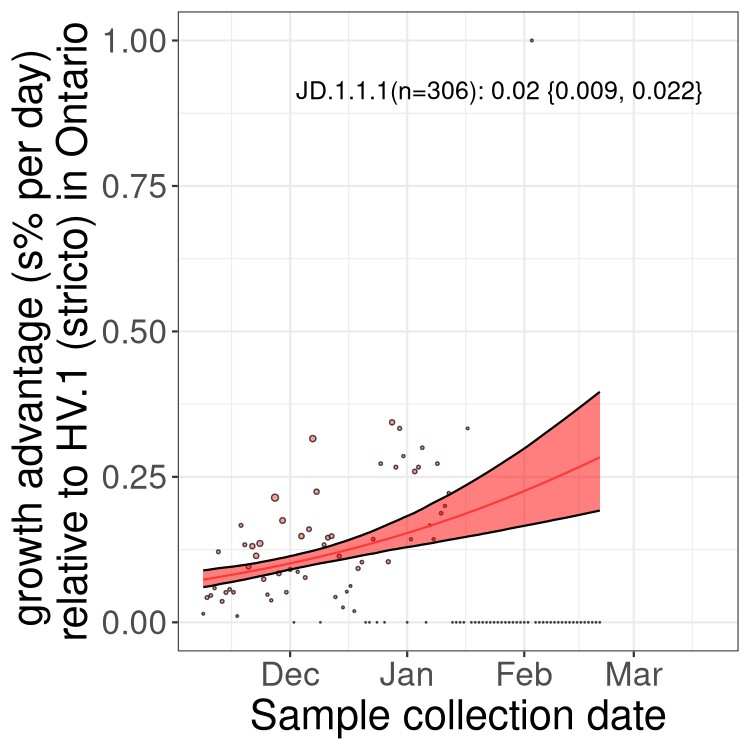 growth advantage (s% per day)
relative to HV.1 (stricto) in Ontario
1.00
0.75
0.50
0.25
0.00
JD.1.1.1(n=306): 0.02 {0.009, 0.022}
Dec Jan Feb Mar
Sample collection date